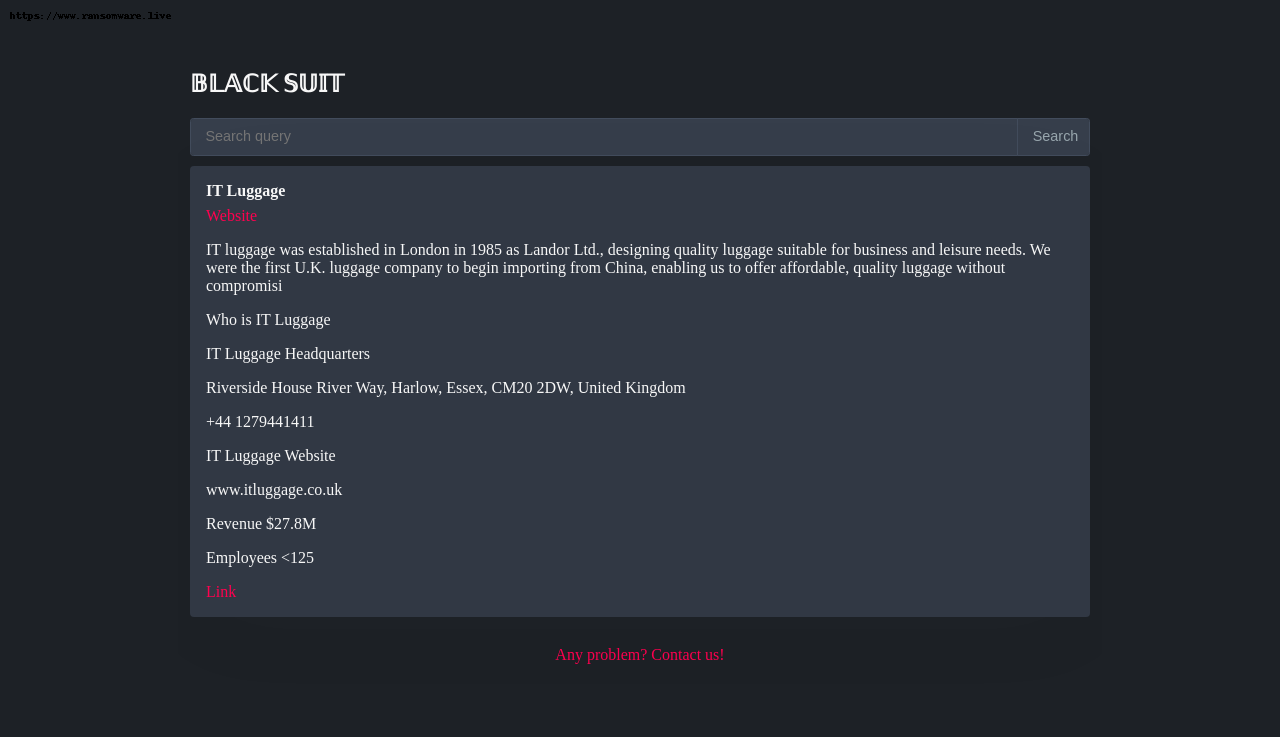 https://www.ransomware.live
BLACK SUIT
Search query
Search
IT Luggage
Website
IT luggage was established in London in 1985 as Landor Ltd., designing quality luggage suitable for business and leisure needs. We
were the first U.K. luggage company to begin importing from China, enabling us to offer affordable, quality luggage without
compromisi
Who is IT Luggage
IT Luggage Headquarters
Riverside House River Way, Harlow, Essex, CM20 2DW, United Kingdom
+44 1279441411
IT Luggage Website
www.itluggage.co.uk
Revenue $27.8M
Employees <125
Link
Any problem? Contact us!